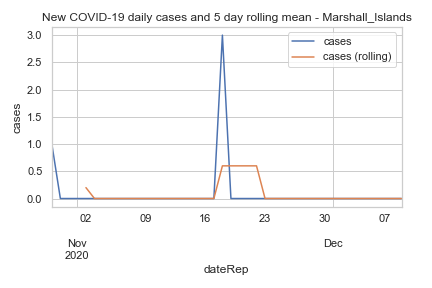 New COVID-19 daily cases and 5 day rolling mean - Marshall_Islands
cases
cases (rolling)
cases
3.0
2.5
2.0
1.5
1.0
0.5
0.0
02 09 16 23 30 07
Nov Dec
2020
dateRep